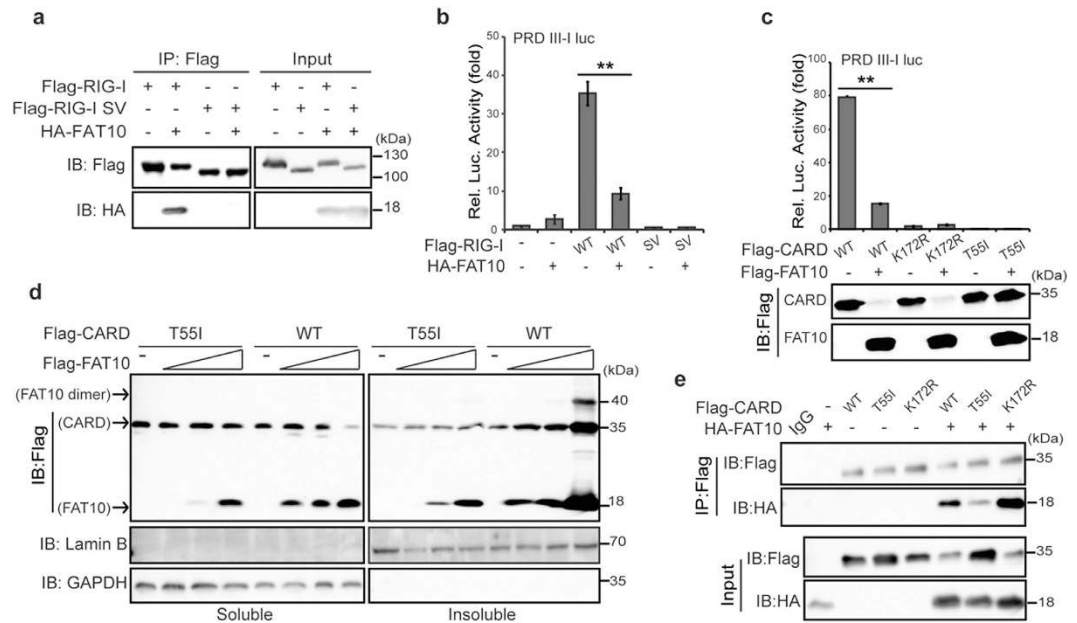 a
IP: Flag Input
Flag-RIG-I + + - - + - + -
Flag-RIG-I SV - - + + - + - +
HA-FAT10 - + - + - - + +
(kDa)
IB: Flag
130
100
IB: HA
18
b
PRD III-I luc
**
Rel. Luc. Activity (fold)
50
40
30
20
10
0
Flag-RIG-I - - WT WT SV SV
HA-FAT10 - + - + - +
c
PRD III-I luc
**
Rel. Luc. Activity (fold)
100
80
60
40
20
0
Flag-CARD WT WT K172R K172R T55I T55I
Flag-FAT10 - + - + - +
(kDa)
IB:Flag
CARD
35
FAT10
18
d
Flag-CARD T55I WT T55I WT
Flag-FAT10 - - - -
(kDa)
(FAT10 dimer)
40
IB:Flag
(CARD)
35
(FAT10)
18
IB: Lamin B
70
IB: GAPDH
35
Soluble Insoluble
e
Flag-CARD IgG - WT T55I K172R WT T55I K172R
HA-FAT10 + - - - + + +
(kDa)
IP:Flag
IB:Flag
35
IB:HA
18
Input
IB:Flag
35
IB:HA
18